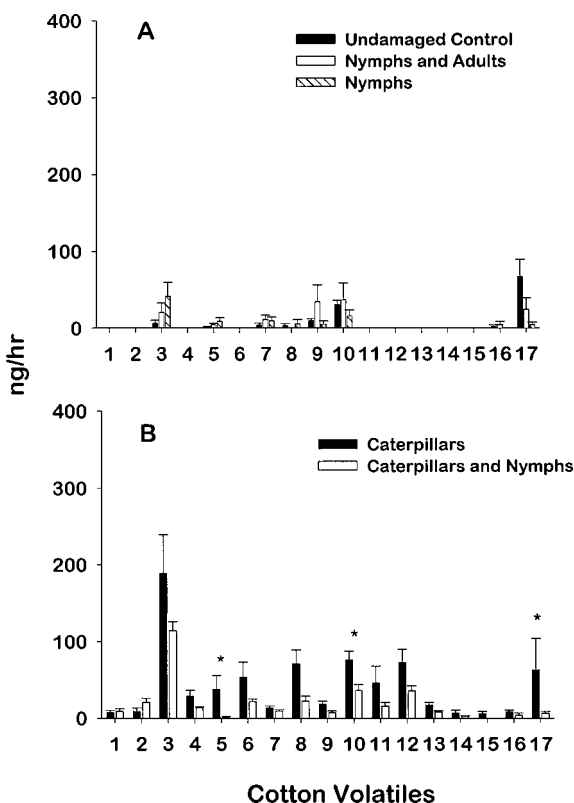 A
Undamaged Control
Nymphs and Adults
Nymphs
400
300
200
100
0
1 2 3 4 5 6 7 8 9 10 11 12 13 14 15 16 17
ng/hr
B
Caterpillars
Caterpillars and Nymphs
400
300
200
100
0
* * *
1 2 3 4 5 6 7 8 9 10 11 12 13 14 15 16 17
Cotton Volatiles